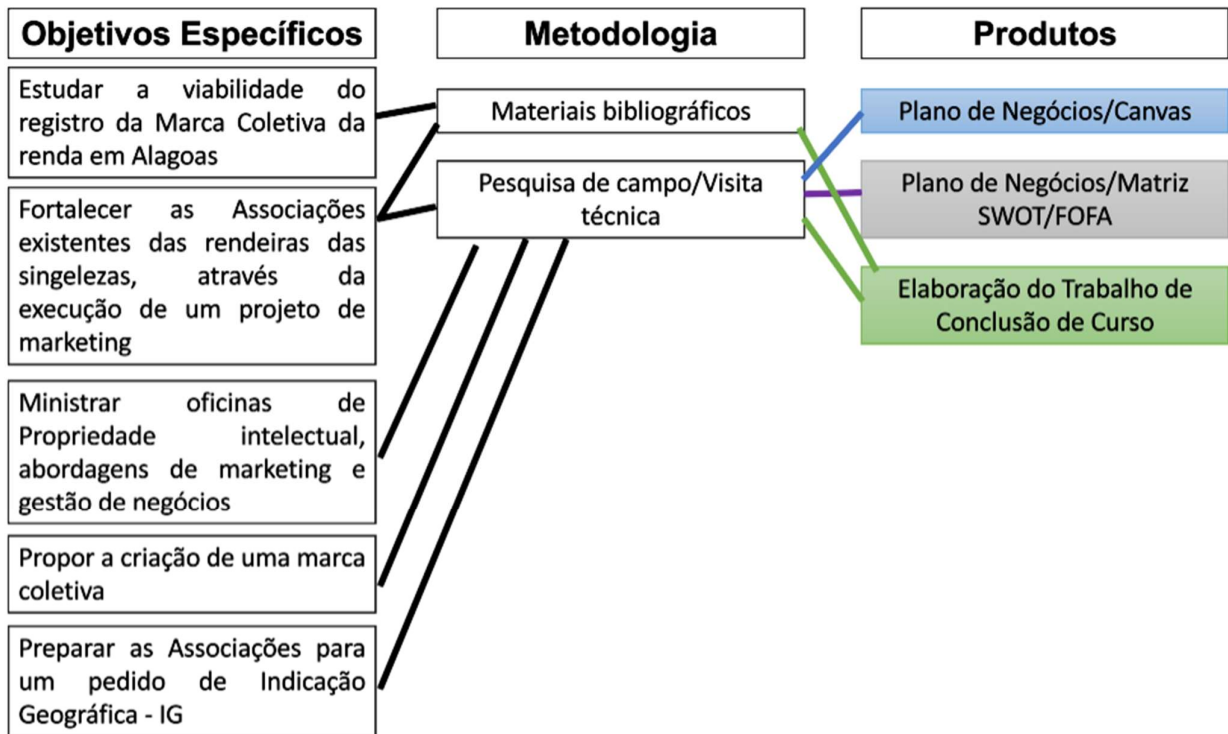 Objetivos Específicos
Estudar a viabilidade do
registro da Marca Coletiva da
renda em Alagoas
Fortalecer as Associações
existentes das rendeiras das
singelezas, através da
execução de um projeto de
marketing
Ministrar oficinas de
Propriedade intelectual,
abordagens de marketing e
gestão de negócios
Propor a criação de uma marca
coletiva
Preparar as Associações para
um pedido de Indicação
Geográfica - IG
Metodologia
Materiais bibliográficos
Pesquisa de campo/Visita
técnica
Produtos
Plano de Negócios/Canvas
Plano de Negócios/Matriz
SWOT/FOFA
Elaboração do Trabalho de
Conclusão de Curso